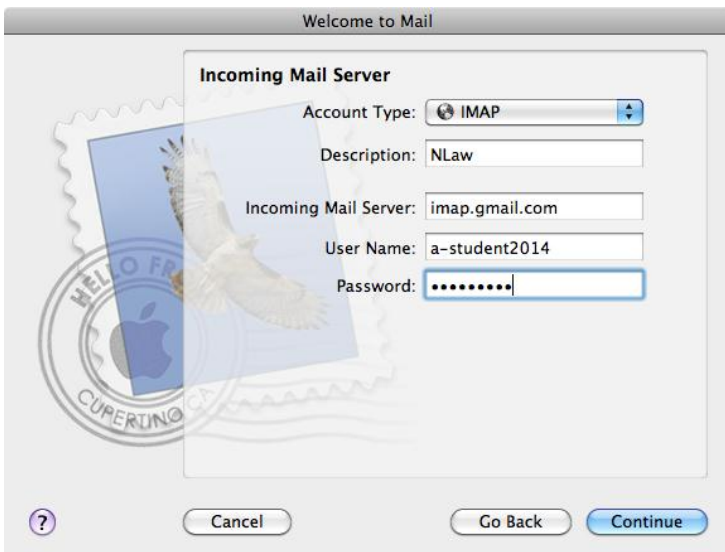 Welcome to Mail
Incoming Mail Server
Account Type: IMAP
Description: NLaw
Incoming Mail Server: imap.gmail.com
User Name: a-student2014
Password: •••••••••
HELLO FR
CUPERTINO CA
? Cancel Go Back Continue